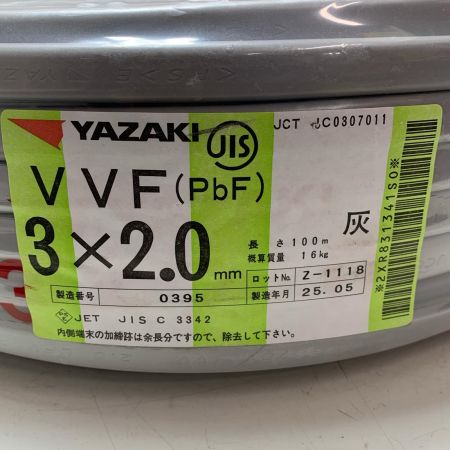 YAZAKI
JIS
JCT JC0307011
VVF(PbF)
3×2.0mm
長さ 100m
概算質量 16kg
灰
ロットNo. Z-1118
製造番号 0395
製造年月 25.05
JET JIS C 3342
内側端末の加締跡は余長分ですので、除去して下さい。
※2XR831341S0※